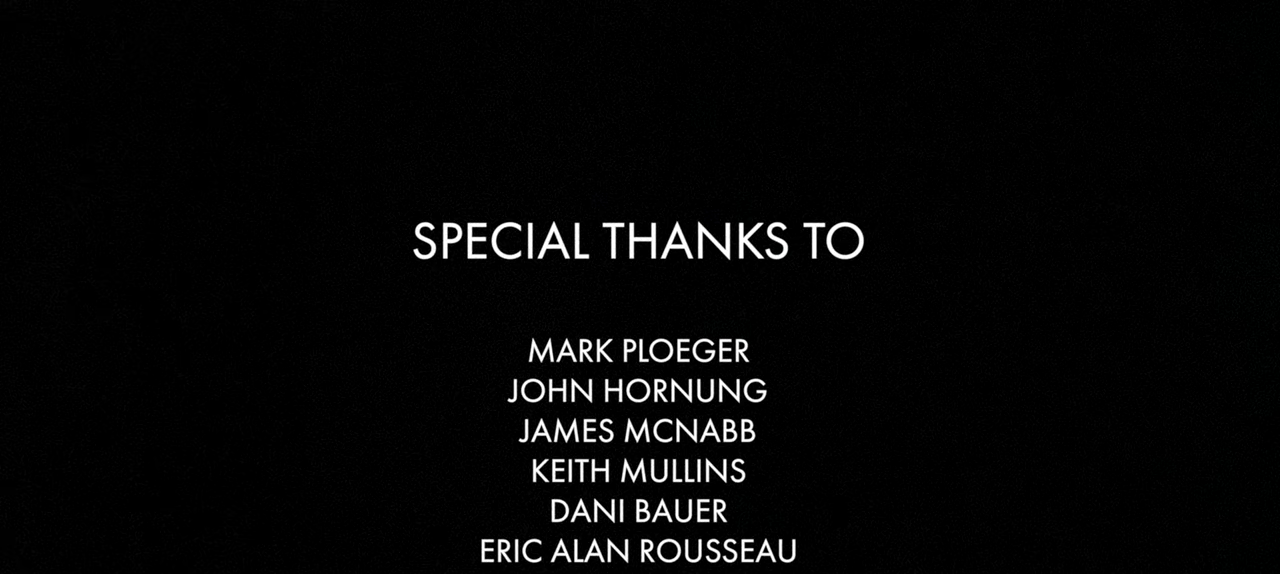 SPECIAL THANKS TO
MARK PLOEGER
JOHN HORNUNG
JAMES MCNABB
KEITH MULLINS
DANI BAUER
ERIC ALAN ROUSSEAU